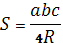 S = abc / 4R